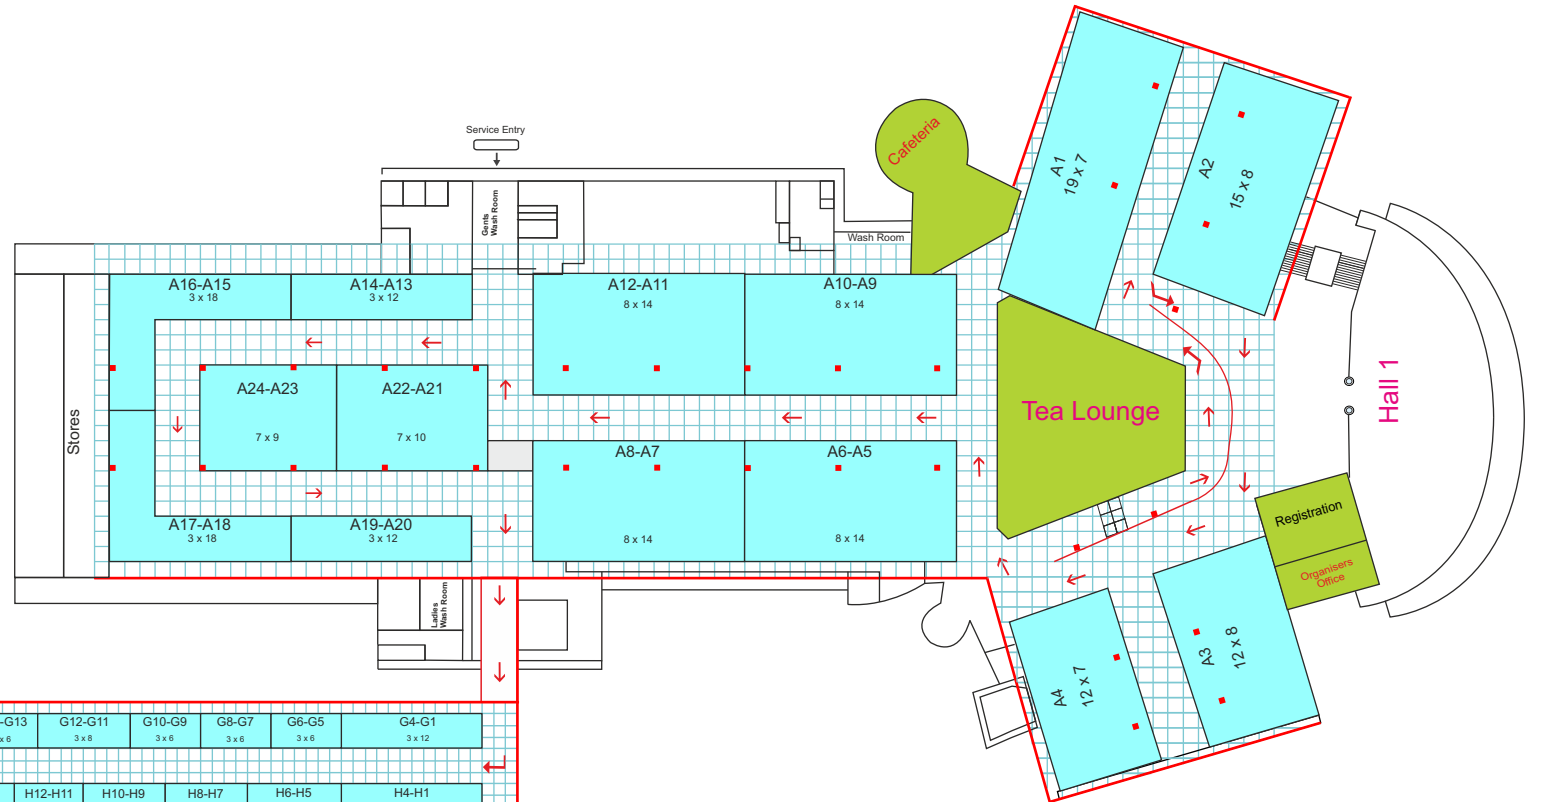 Service Entry
Gents
Wash Room
Cafeteria
Wash Room
A1
19 x 7
A2
15 x 8
A16-A15
3 x 18
A14-A13
3 x 12
A12-A11
8 x 14
A10-A9
8 x 14
Stores
A24-A23
7 x 9
A22-A21
7 x 10
Tea Lounge
Hall 1
A8-A7
8 x 14
A6-A5
8 x 14
A17-A18
3 x 18
A19-A20
3 x 12
Registration
Organisers
Office
Ladies
Wash Room
A4
12 x 7
A3
12 x 8
-G13
x 6
G12-G11
3 x 8
G10-G9
3 x 6
G8-G7
3 x 6
G6-G5
3 x 6
G4-G1
3 x 12
H12-H11
H10-H9
H8-H7
H6-H5
H4-H1